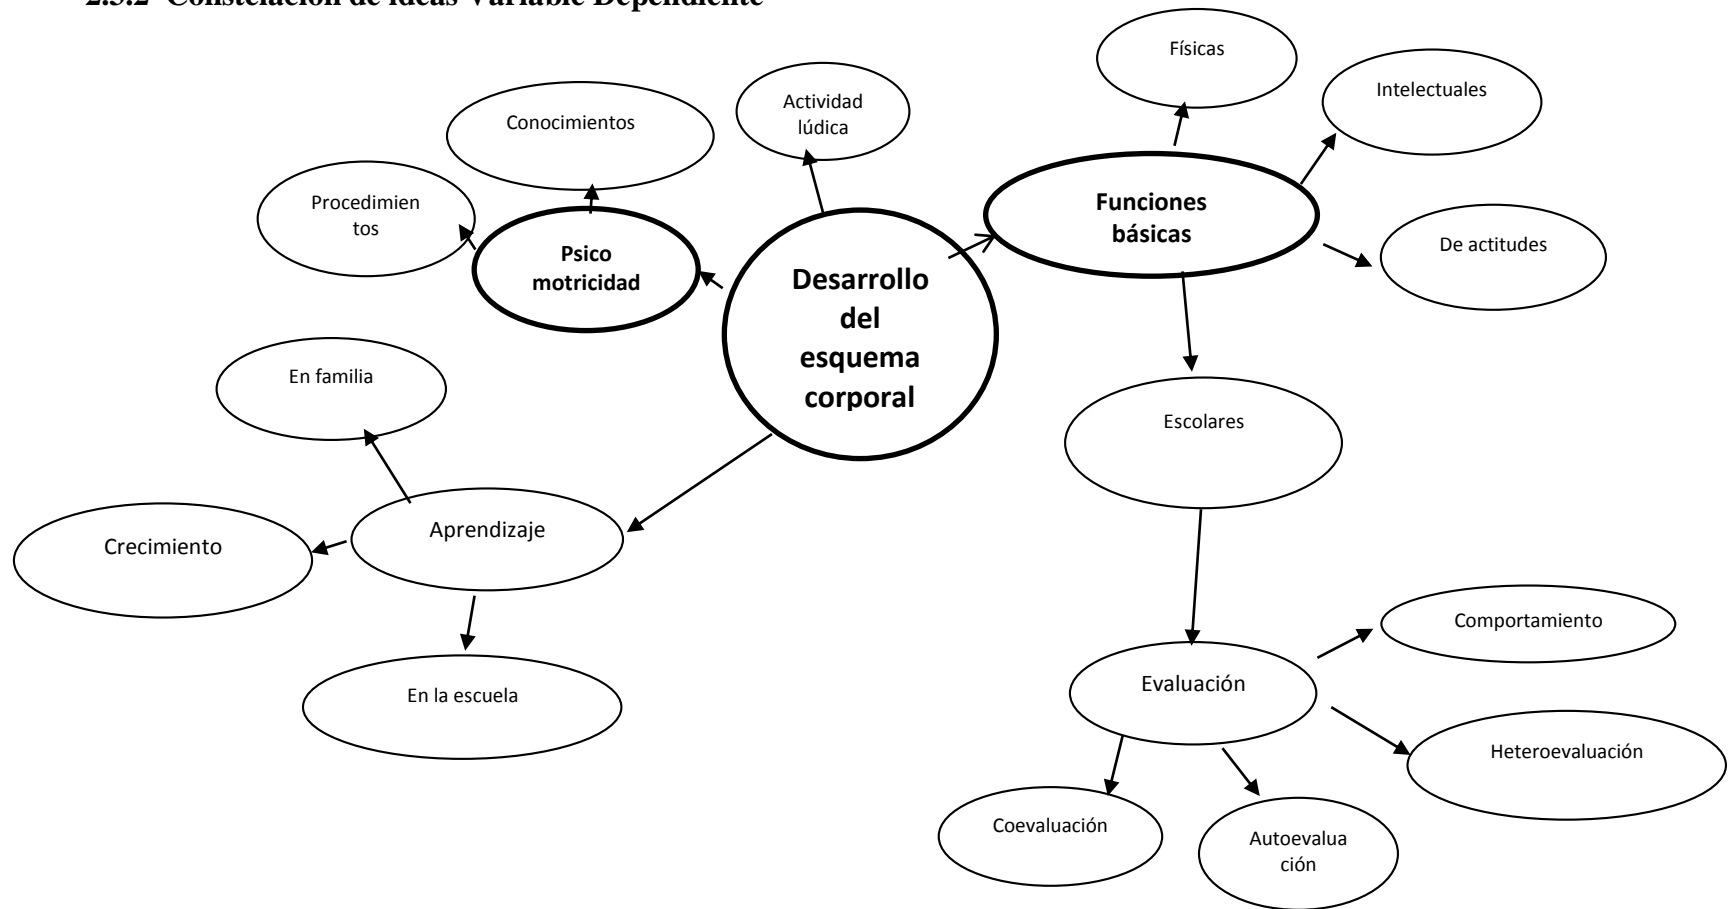 2.3.2 Constelación de ideas Variable Dependiente
Físicas
Intelectuales
Actividad
lúdica
Conocimientos
Procedimien
tos
Funciones
básicas
De actitudes
Psico
motricidad
Desarrollo
del
esquema
corporal
En familia
Escolares
Aprendizaje
Crecimiento
En la escuela
Comportamiento
Evaluación
Heteroevaluación
Coevaluación
Autoevalua
ción